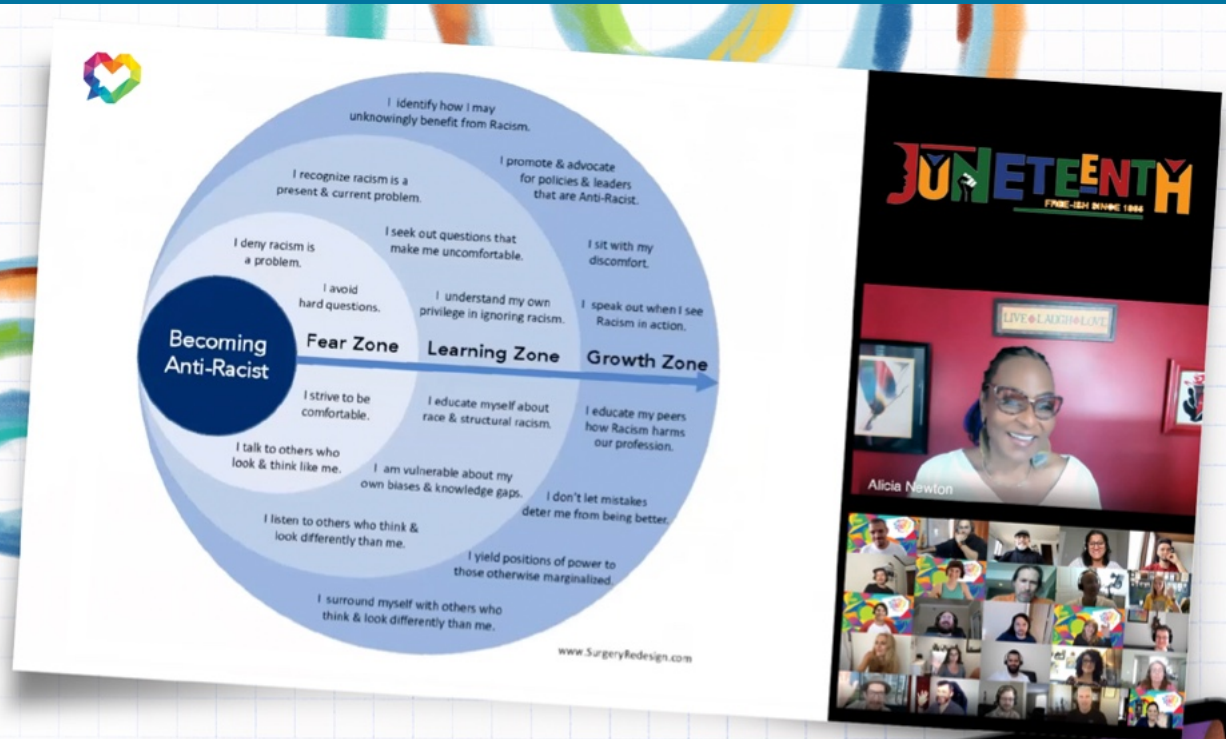 I identify how I may
unknowingly benefit from Racism.
I promote & advocate
for policies & leaders
that are Anti-Racist.
I recognize racism is a
present & current problem.
I seek out questions that
make me uncomfortable.
I sit with my
discomfort.
I deny racism is
a problem.
I avoid
hard questions.
I understand my own
privilege in ignoring racism.
I speak out when I see
Racism in action.
Becoming
Anti-Racist
Fear Zone
Learning Zone
Growth Zone
I strive to be
comfortable.
I educate myself about
race & structural racism.
I educate my peers
how Racism harms
our profession.
I talk to others who
look & think like me.
I am vulnerable about my
own biases & knowledge gaps.
I don't let mistakes
deter me from being better.
I listen to others who think &
look differently than me.
I yield positions of power to
those otherwise marginalized.
I surround myself with others who
think & look differently than me.
www.SurgeryRedesign.com
JUNETEENTH
FREE-ISH SINCE 1865
LIVE LAUGH LOVE
Alicia Newton